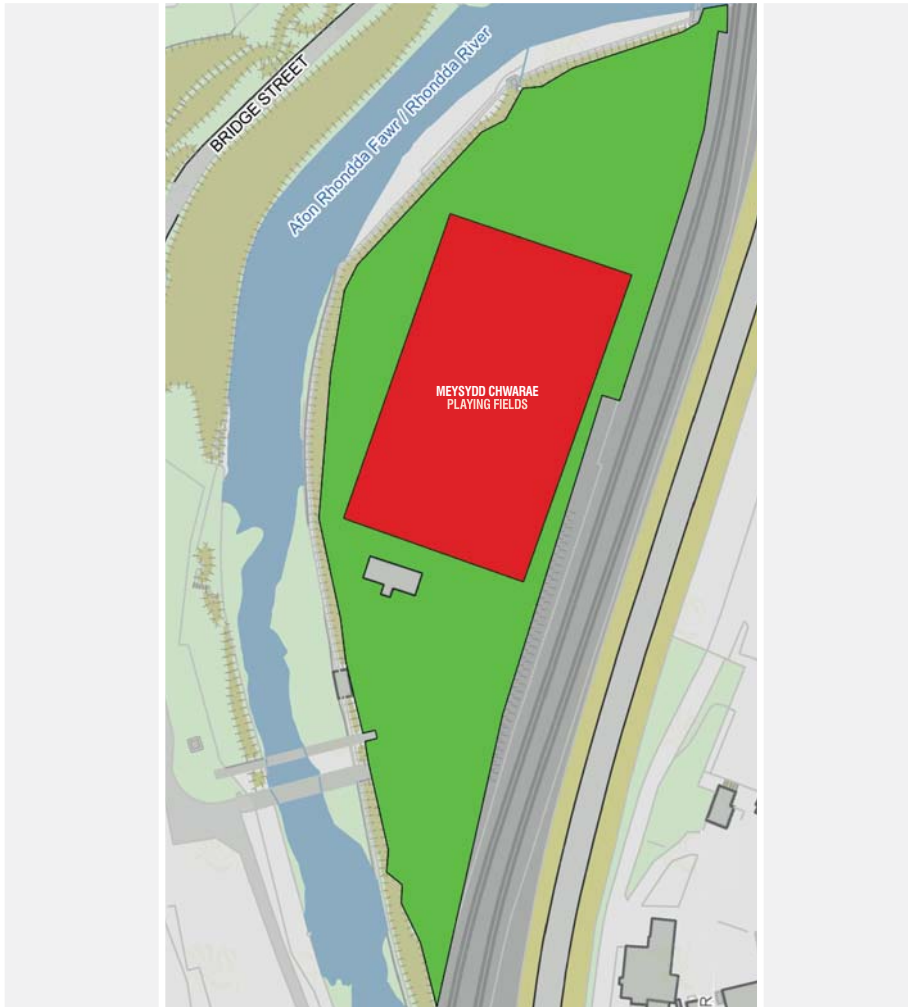 BRIDGE STREET
Afon Rhondda Fawr / Rhondda River
MEYSYDD CHWARAE
PLAYING FIELDS